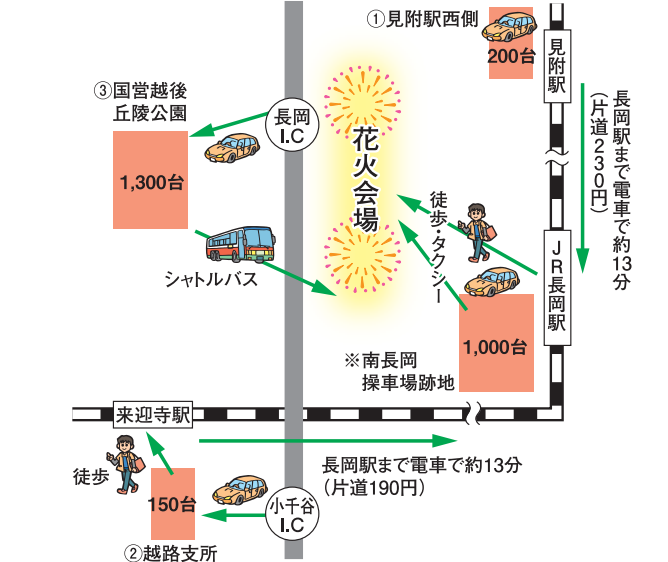 ①見附駅西側
200台
見附駅
長岡駅まで電車で約13分
（片道230円）
③国営越後
丘陵公園
長岡
I.C
1,300台
花火会場
徒歩・タクシー
シャトルバス
JR長岡駅
1,000台
※南長岡
操車場跡地
来迎寺駅
徒歩
長岡駅まで電車で約13分
（片道190円）
150台
小千谷
I.C
②越路支所